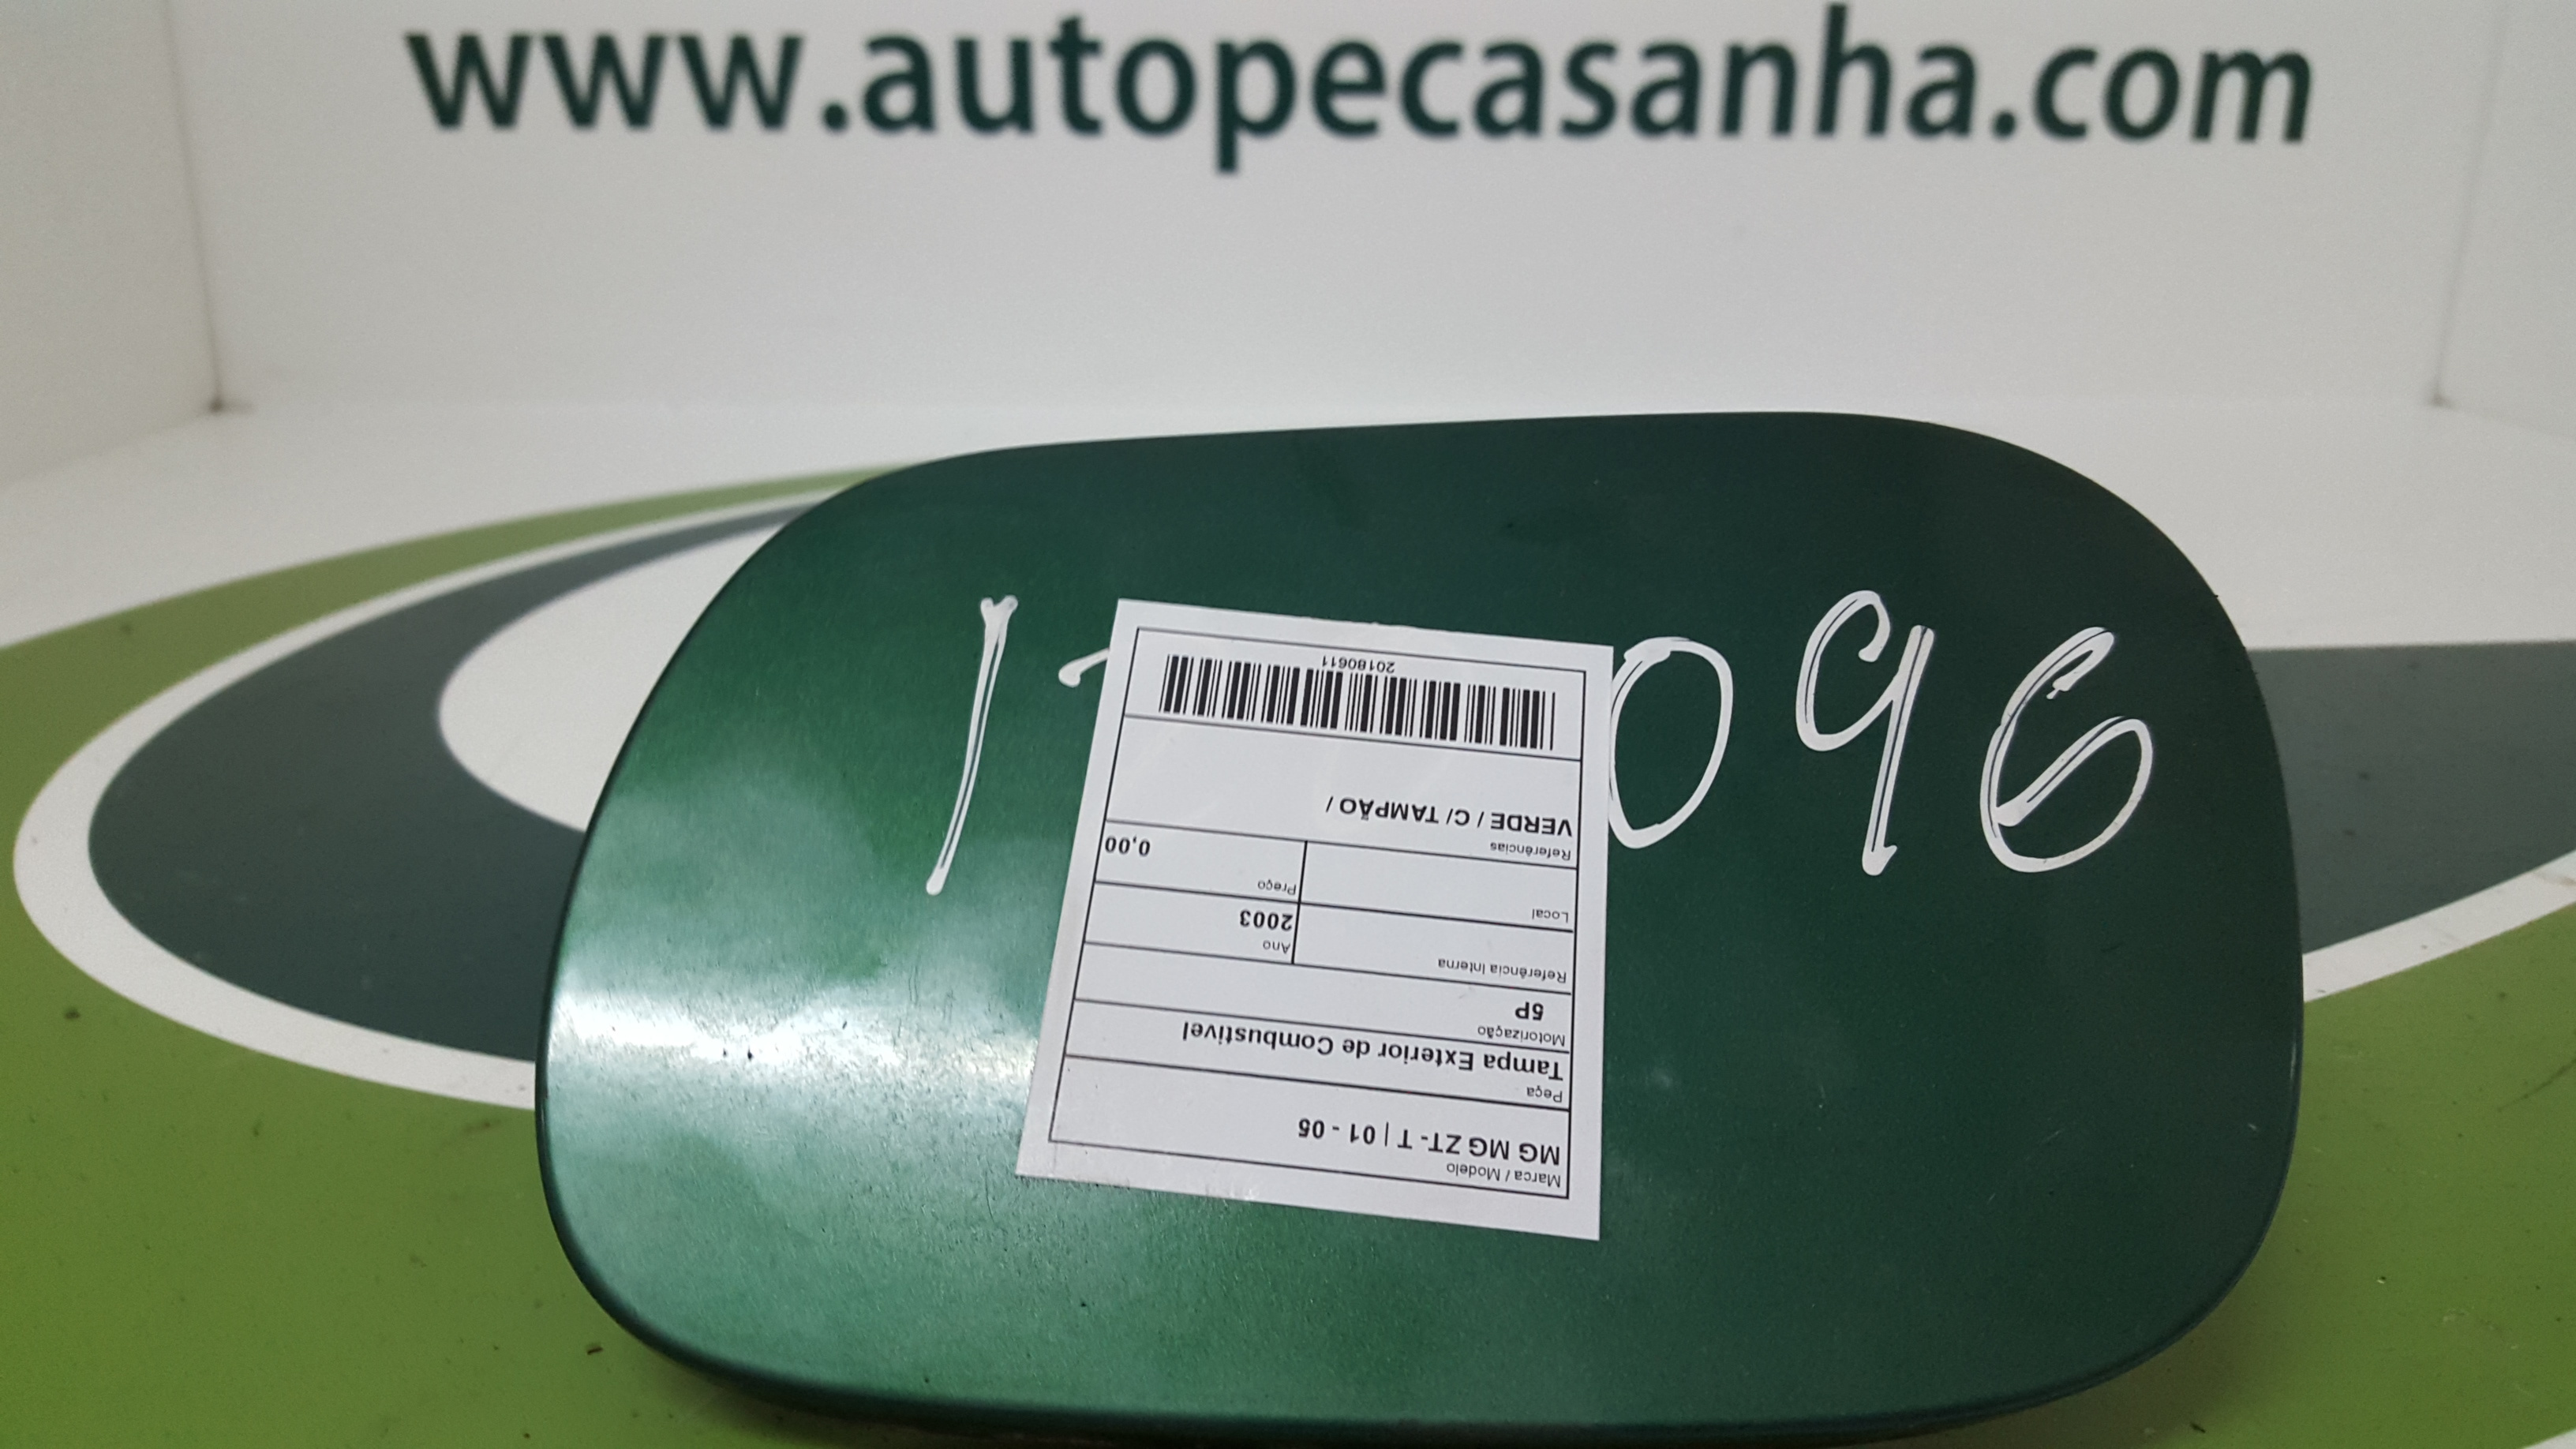 www.autopecasanha.com
096
Marca / Modelo
MG MG ZT- T | 01 - 05
Peça
Tampa Exterior de Combustível
Motorização
5P
Referência Interna
Ano
2003
Local
Preço
0,00
Referências
VERDE / C/ TAMPÃO /
20180611